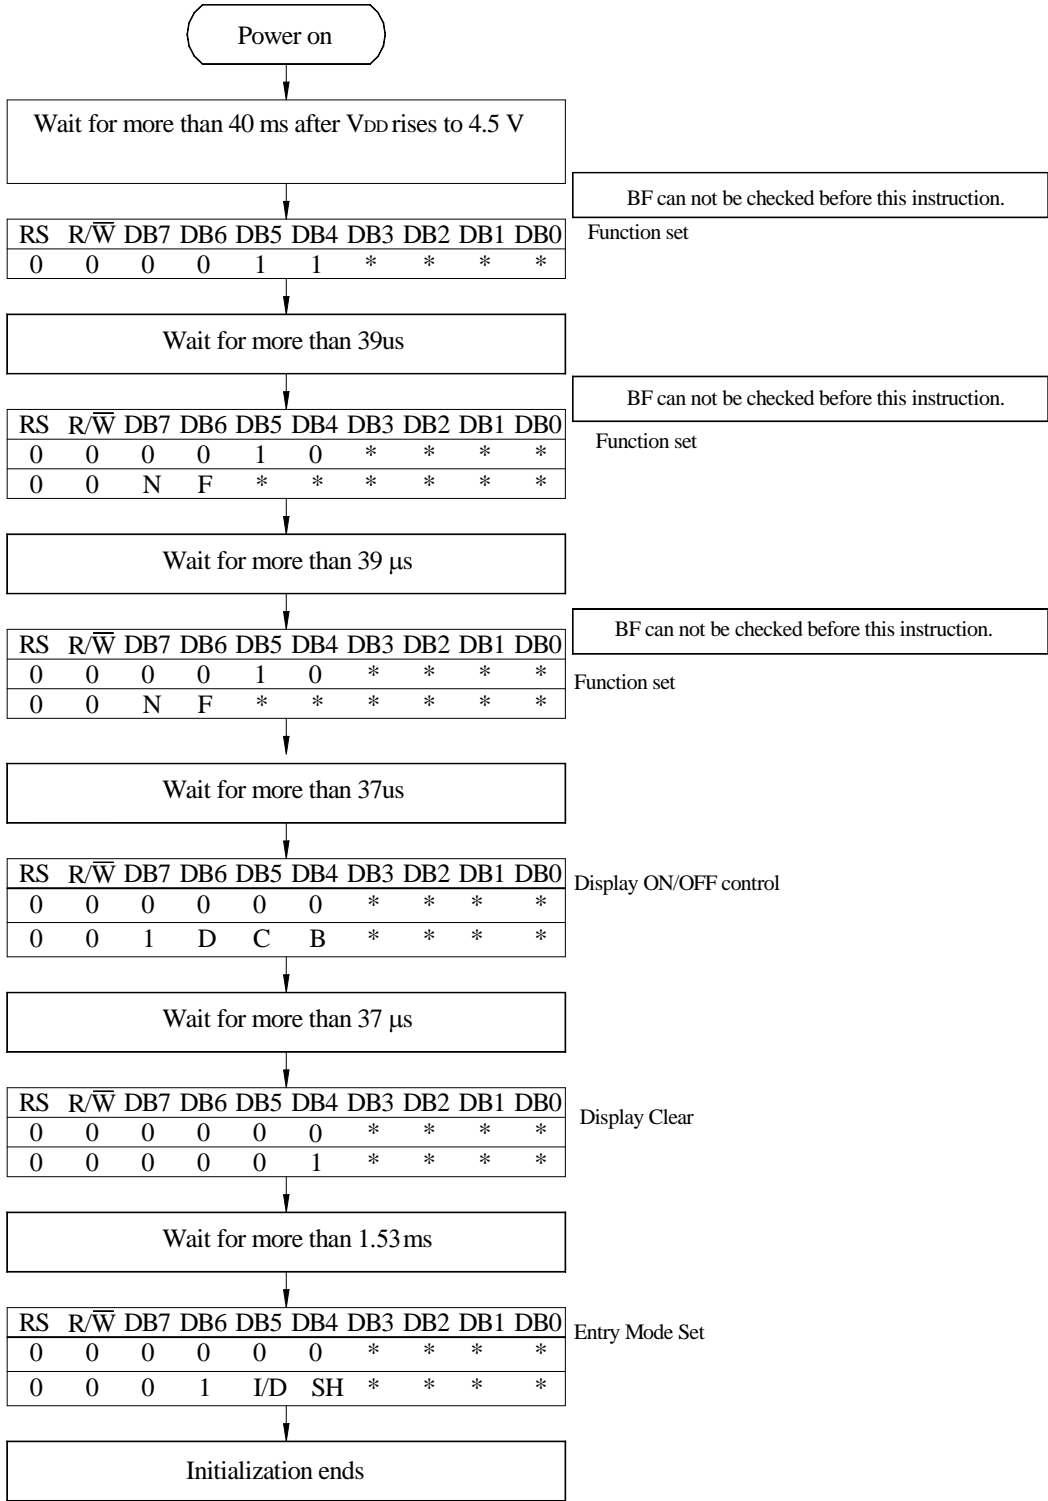 Power on
Wait for more than 40 ms after VDD rises to 4.5 V
BF can not be checked before this instruction.
RS R/W̅ DB7 DB6 DB5 DB4 DB3 DB2 DB1 DB0
Function set
0 0 0 0 1 1 * * * *
Wait for more than 39us
BF can not be checked before this instruction.
RS R/W̅ DB7 DB6 DB5 DB4 DB3 DB2 DB1 DB0
Function set
0 0 0 0 1 0 * * * *
0 0 N F * * * * * *
Wait for more than 39 μs
BF can not be checked before this instruction.
RS R/W̅ DB7 DB6 DB5 DB4 DB3 DB2 DB1 DB0
0 0 0 0 1 0 * * * *
Function set
0 0 N F * * * * * *
Wait for more than 37us
RS R/W̅ DB7 DB6 DB5 DB4 DB3 DB2 DB1 DB0
Display ON/OFF control
0 0 0 0 0 0 * * * *
0 0 1 D C B * * * *
Wait for more than 37 μs
RS R/W̅ DB7 DB6 DB5 DB4 DB3 DB2 DB1 DB0
Display Clear
0 0 0 0 0 0 * * * *
0 0 0 0 0 1 * * * *
Wait for more than 1.53ms
RS R/W̅ DB7 DB6 DB5 DB4 DB3 DB2 DB1 DB0
Entry Mode Set
0 0 0 0 0 0 * * * *
0 0 0 1 I/D SH * * * *
Initialization ends